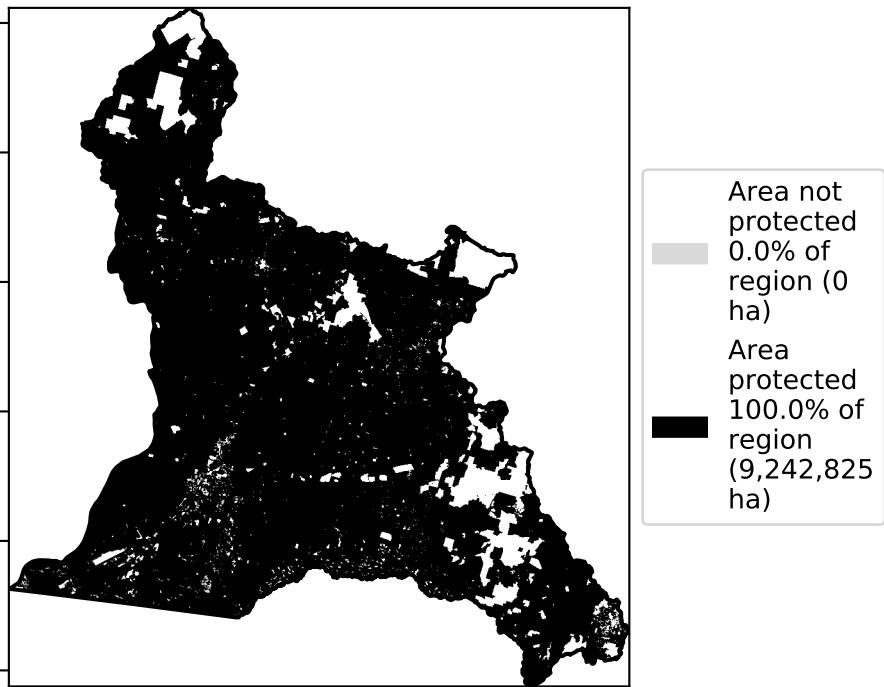 Area not
protected
0.0% of
region (0
ha)
Area
protected
100.0% of
region
(9,242,825
ha)